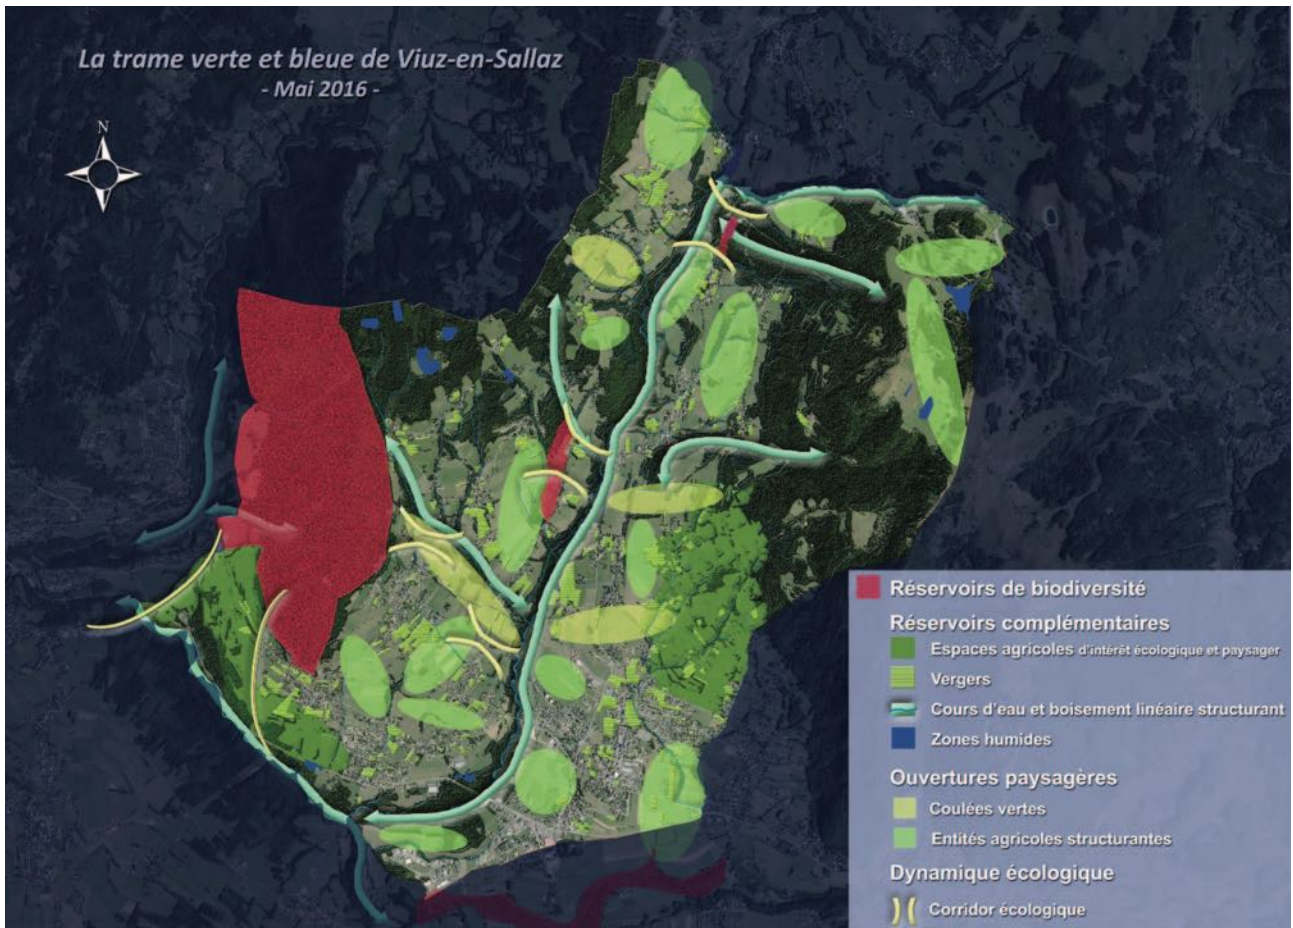 La trame verte et bleue de Viuz-en-Sallaz
- Mai 2016 -
N
Réservoirs de biodiversité
Réservoirs complémentaires
Espaces agricoles d'intérêt écologique et paysager
Vergers
Cours d'eau et boisement linéaire structurant
Zones humides
Ouvertures paysagères
Coulées vertes
Entités agricoles structurantes
Dynamique écologique
Corridor écologique